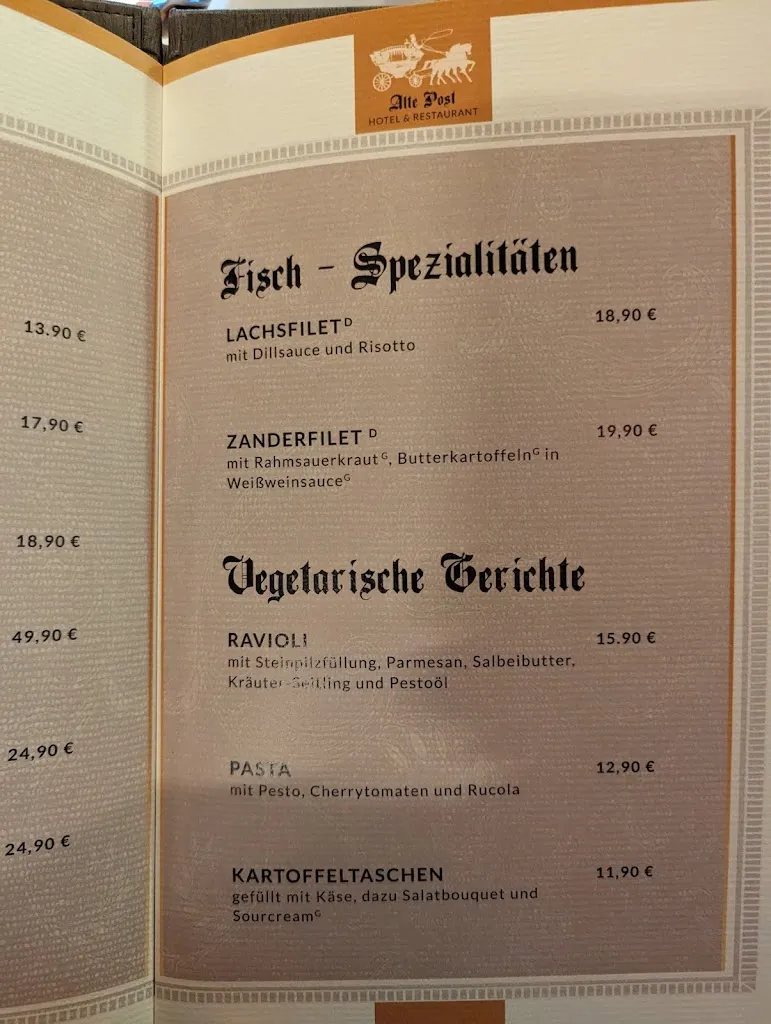 Alte Post
HOTEL & RESTAURANT
13.90 €
17,90 €
18,90 €
49,90 €
24,90 €
24,90 €
Fisch - Spezialitäten
LACHSFILET ᴰ 18,90 €
mit Dillsauce und Risotto
ZANDERFILET ᴰ 19,90 €
mit Rahmsauerkraut ᴳ, Butterkartoffeln ᴳ in
Weißweinsauce ᴳ
Vegetarische Gerichte
RAVIOLI 15.90 €
mit Steinpilzfüllung, Parmesan, Salbeibutter,
Kräuter-Seitling und Pestoöl
PASTA 12,90 €
mit Pesto, Cherrytomaten und Rucola
KARTOFFELTASCHEN 11,90 €
gefüllt mit Käse, dazu Salatbouquet und
Sourcream ᴳ